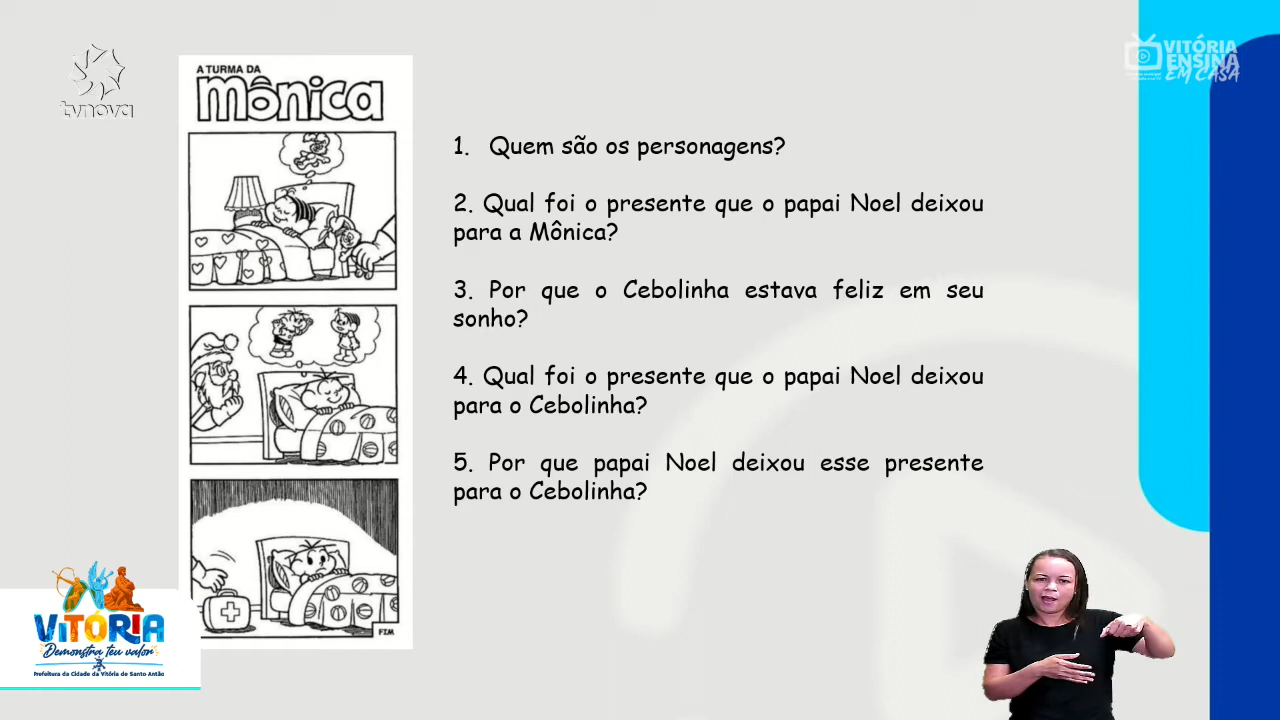 tvnova
VITÓRIA
ENSINA
EM CASA
A TURMA DA
Mônica
1. Quem são os personagens?
2. Qual foi o presente que o papai Noel deixou
para a Mônica?
3. Por que o Cebolinha estava feliz em seu
sonho?
4. Qual foi o presente que o papai Noel deixou
para o Cebolinha?
5. Por que papai Noel deixou esse presente
para o Cebolinha?
FIM
VITÓRIA
Demonstra teu valor
Prefeitura da Cidade da Vitória de Santo Antão